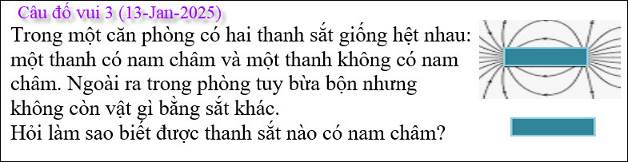 Câu đố vui 3 (13-Jan-2025)
Trong một căn phòng có hai thanh sắt giống hệt nhau:
một thanh có nam châm và một thanh không có nam
châm. Ngoài ra trong phòng tuy bừa bộn nhưng
không còn vật gì bằng sắt khác.
Hỏi làm sao biết được thanh sắt nào có nam châm?